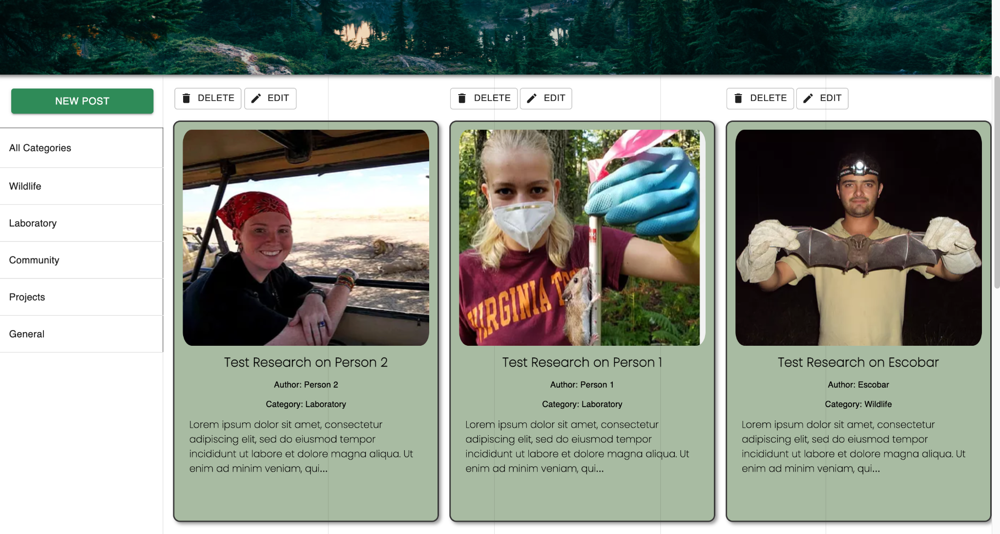 NEW POST
All Categories
Wildlife
Laboratory
Community
Projects
General
DELETE
EDIT
VIRGINIA
Test Research on Person 2
Author: Person 2
Category: Laboratory
Lorem ipsum dolor sit amet, consectetur
adipiscing elit, sed do eiusmod tempor
incididunt ut labore et dolore magna aliqua. Ut
enim ad minim veniam, qui...
DELETE
EDIT
Test Research on Person 1
Author: Person 1
Category: Laboratory
Lorem ipsum dolor sit amet, consectetur
adipiscing elit, sed do eiusmod tempor
incididunt ut labore et dolore magna aliqua. Ut
enim ad minim veniam, qui...
DELETE
EDIT
Test Research on Escobar
Author: Escobar
Category: Wildlife
Lorem ipsum dolor sit amet, consectetur
adipiscing elit, sed do eiusmod tempor
incididunt ut labore et dolore magna aliqua. Ut
enim ad minim veniam, qui...